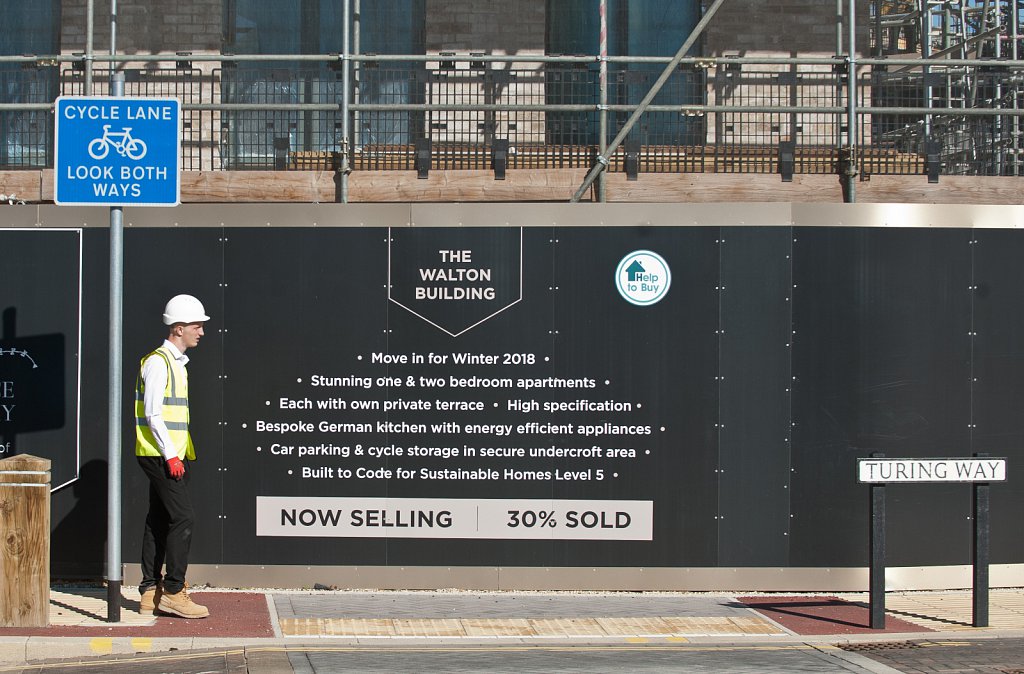 CYCLE LANE
LOOK BOTH
WAYS
THE
WALTON
BUILDING
Help
to Buy
• Move in for Winter 2018 •
• Stunning one & two bedroom apartments •
• Each with own private terrace • High specification •
• Bespoke German kitchen with energy efficient appliances •
• Car parking & cycle storage in secure undercroft area •
• Built to Code for Sustainable Homes Level 5 •
NOW SELLING | 30% SOLD
TURING WAY
of